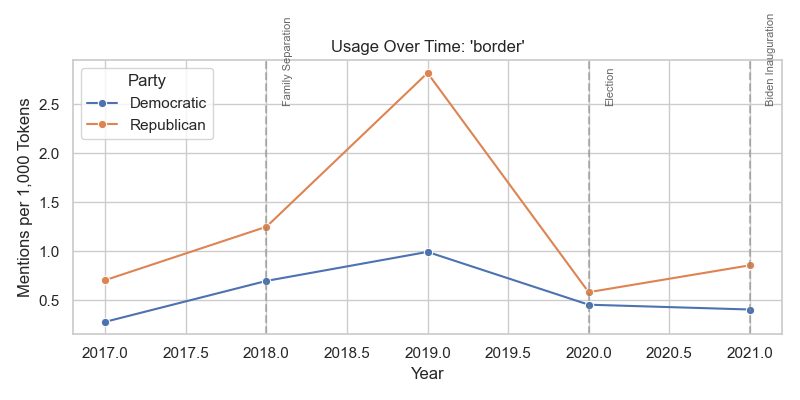 Usage Over Time: 'border'
Family Separation
Election
Biden Inauguration
Party
Democratic
Republican
Mentions per 1,000 Tokens
2.5
2.0
1.5
1.0
0.5
2017.0 2017.5 2018.0 2018.5 2019.0 2019.5 2020.0 2020.5 2021.0
Year